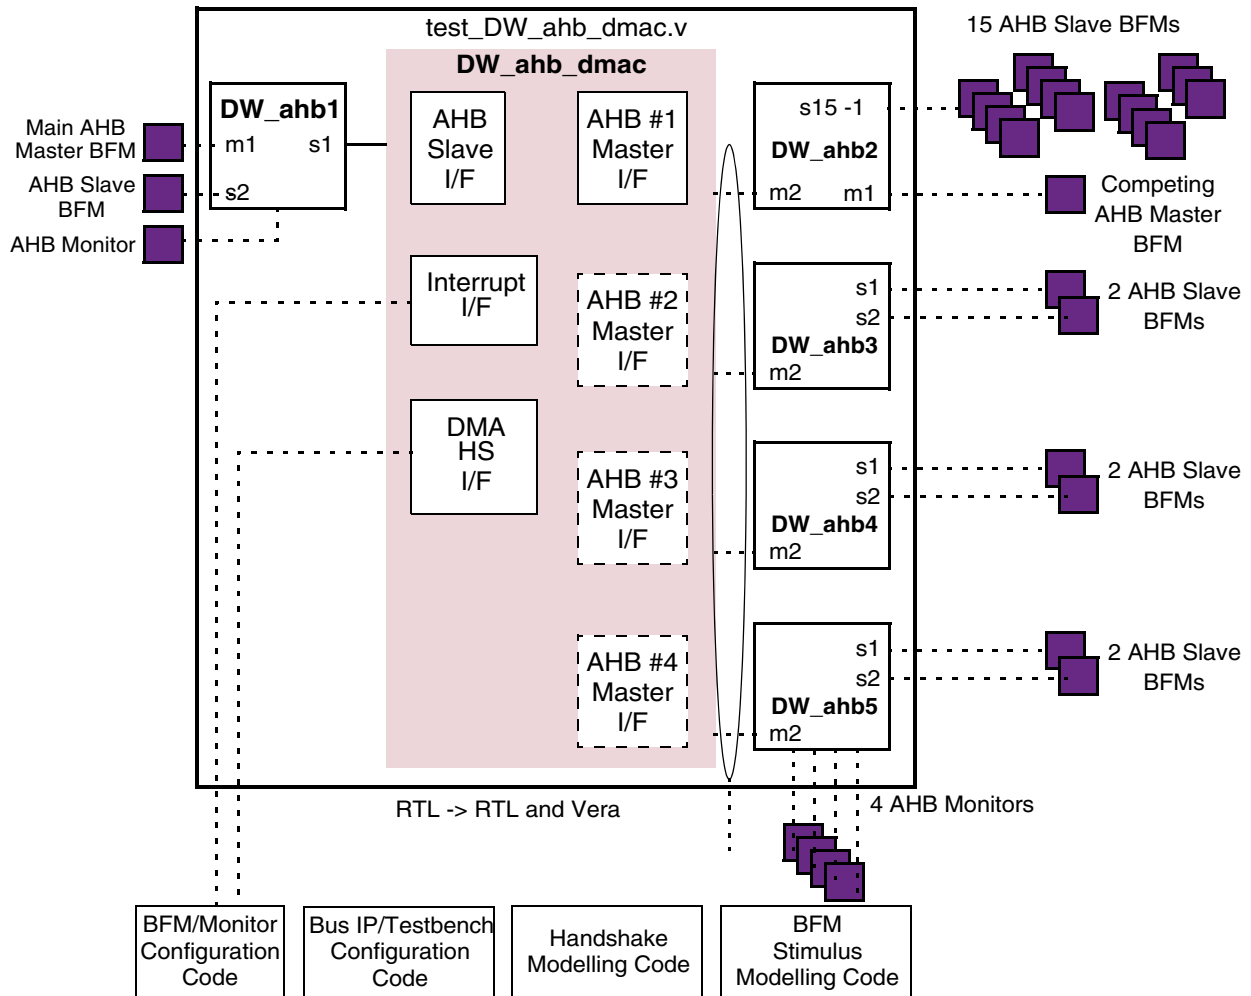 test_DW_ahb_dmac.v
15 AHB Slave BFMs
DW_ahb_dmac
DW_ahb1
m1
s1
s2
Main AHB
Master BFM
AHB Slave
BFM
AHB Monitor
AHB
Slave
I/F
AHB #1
Master
I/F
s15 -1
DW_ahb2
m2
m1
Competing
AHB Master
BFM
Interrupt
I/F
AHB #2
Master
I/F
s1
s2
DW_ahb3
m2
2 AHB Slave
BFMs
DMA
HS
I/F
AHB #3
Master
I/F
s1
s2
DW_ahb4
m2
2 AHB Slave
BFMs
AHB #4
Master
I/F
s1
s2
DW_ahb5
m2
2 AHB Slave
BFMs
RTL -> RTL and Vera
4 AHB Monitors
BFM/Monitor
Configuration
Code
Bus IP/Testbench
Configuration
Code
Handshake
Modelling Code
BFM
Stimulus
Modelling Code